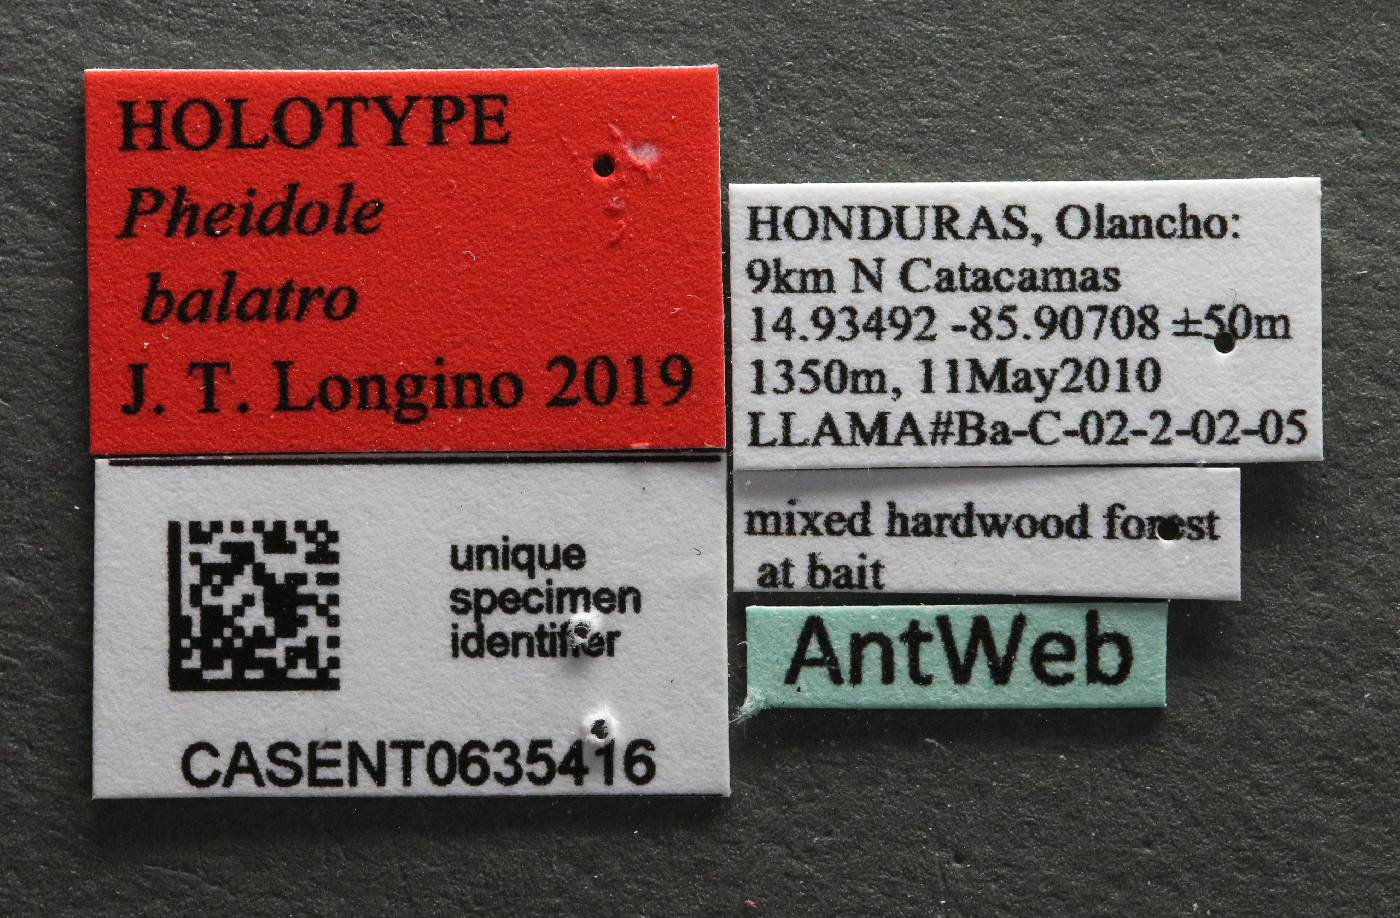 HOLOTYPE
Pheidole
balatro
J. T. Longino 2019
unique
specimen
identifier
CASENT0635416
HONDURAS, Olancho:
9km N Catacamas
14.93492 -85.90708 ±50m
1350m, 11May2010
LLAMA#Ba-C-02-2-02-05
mixed hardwood forest
at bait
AntWeb